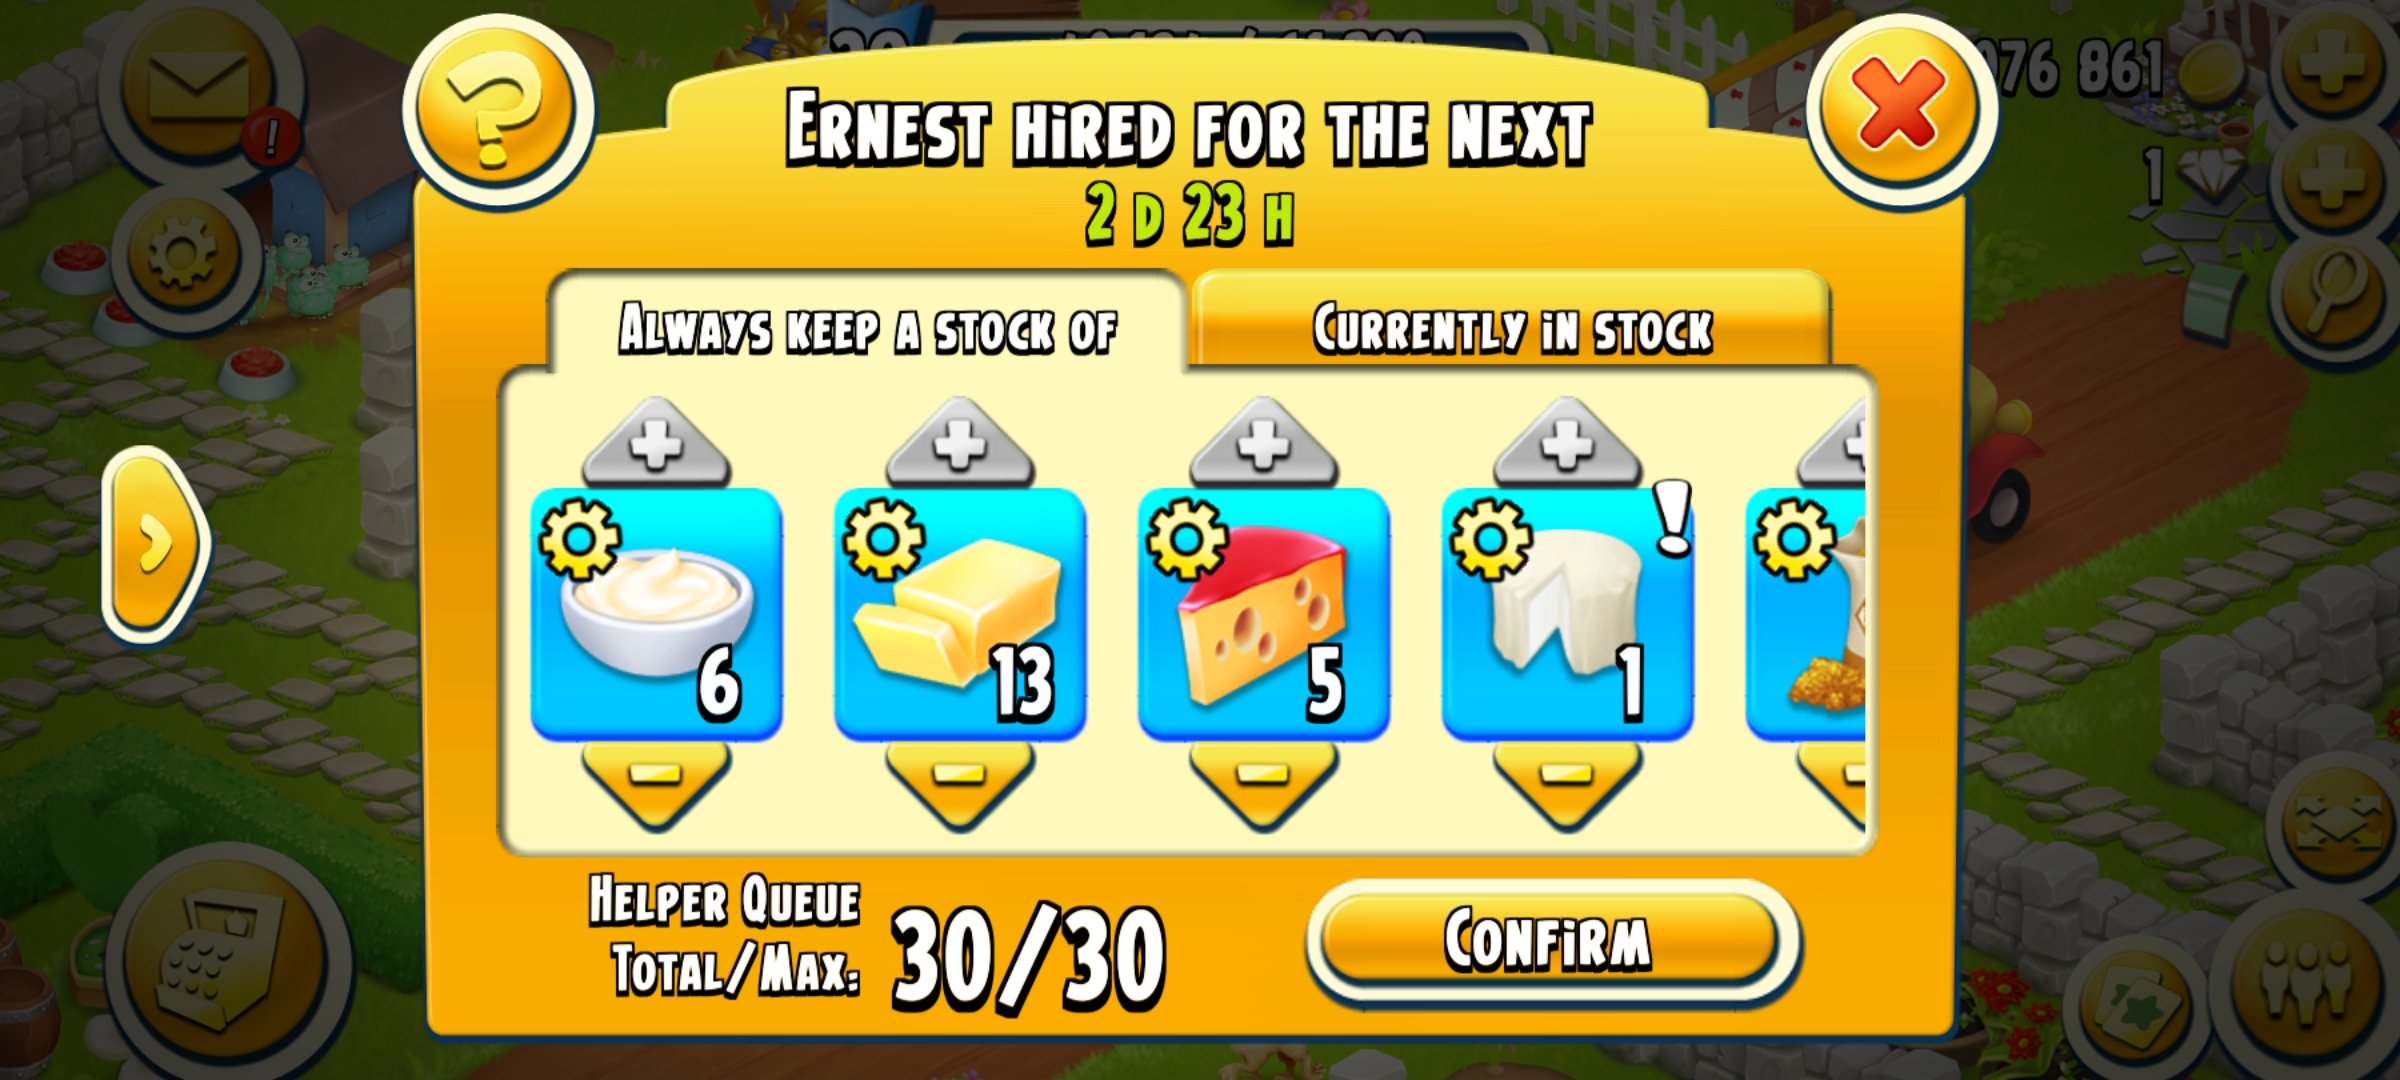 ERNEST HIRED FOR THE NEXT
2 D 23 H
ALWAYS KEEP A STOCK OF
CURRENTLY IN STOCK
6
13
5
1
HELPER QUEUE
TOTAL/MAX: 30/30
CONFIRM
861
1